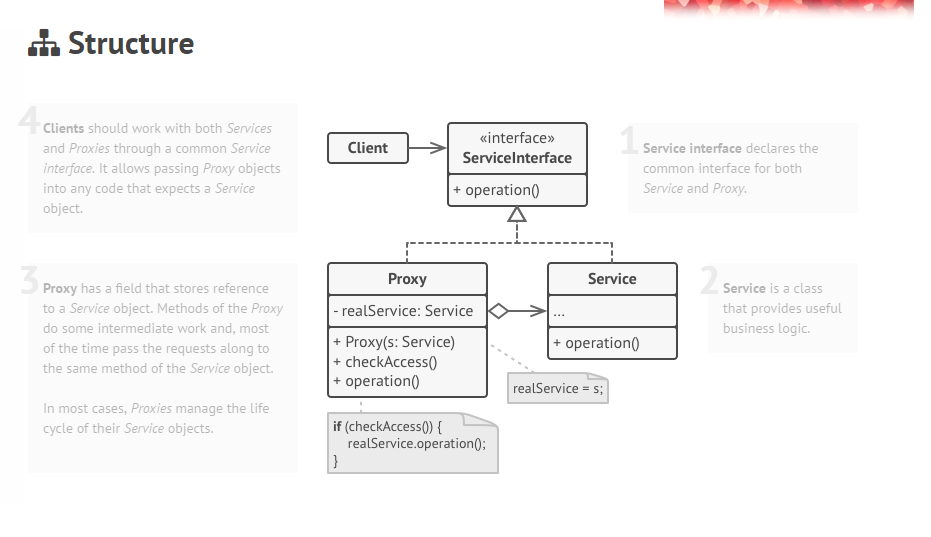 Structure
4
Clients should work with both Services
and Proxies through a common Service
interface. It allows passing Proxy objects
into any code that expects a Service
object.
Client
«interface»
ServiceInterface
+ operation()
1
Service interface declares the
common interface for both
Service and Proxy.
3
Proxy has a field that stores reference
to a Service object. Methods of the Proxy
do some intermediate work and, most
of the time pass the requests along to
the same method of the Service object.
In most cases, Proxies manage the life
cycle of their Service objects.
Proxy
- realService: Service
+ Proxy(s: Service)
+ checkAccess()
+ operation()
Service
...
+ operation()
2
Service is a class
that provides useful
business logic.
realService = s;
if (checkAccess()) {
realService.operation();
}